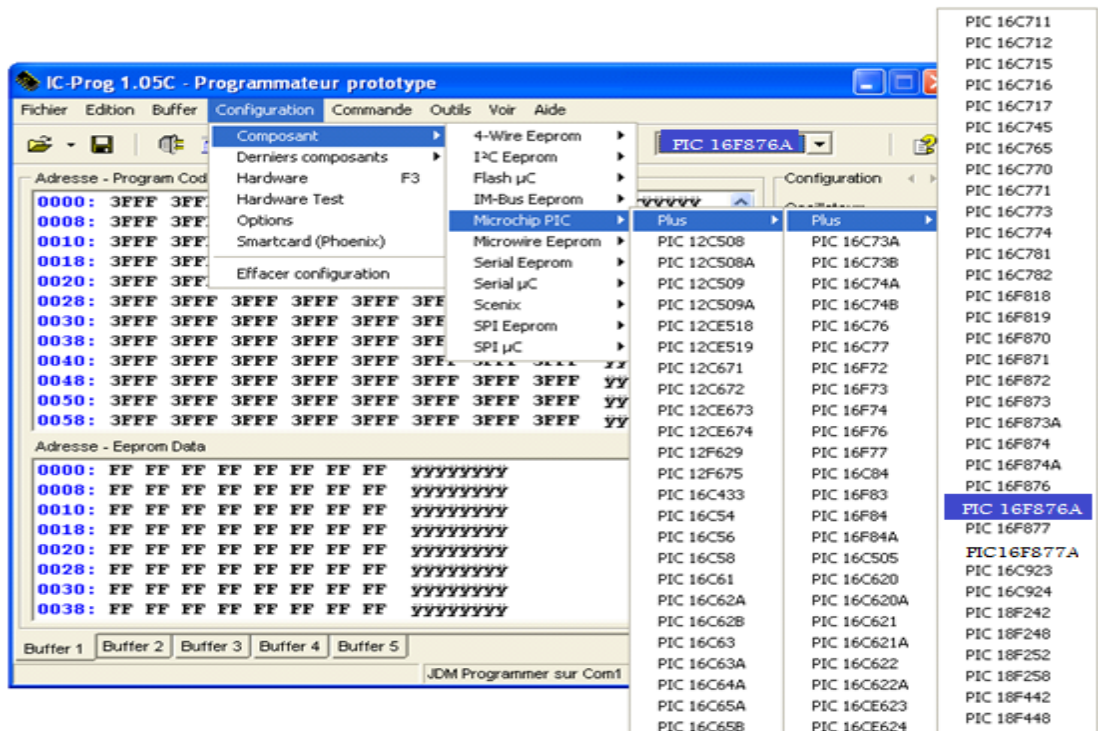 IC-Prog 1.05C - Programmateur prototype
Fichier Edition Buffer Configuration Commande Outils Voir Aide
PIC 16F876A
Composant
Derniers composants
Hardware F3
Hardware Test
Options
Smartcard (Phoenix)
Effacer configuration
4-Wire Eeprom
I²C Eeprom
Flash µC
IM-Bus Eeprom
Microchip PIC
Microwire Eeprom
Serial Eeprom
Serial µC
Scenix
SPI Eeprom
SPI µC
Plus
PIC 12C508
PIC 12C508A
PIC 12C509
PIC 12C509A
PIC 12CE518
PIC 12CE519
PIC 12C671
PIC 12C672
PIC 12CE673
PIC 12CE674
PIC 12F629
PIC 12F675
PIC 16C433
PIC 16C54
PIC 16C56
PIC 16C58
PIC 16C61
PIC 16C62A
PIC 16C62B
PIC 16C63
PIC 16C63A
PIC 16C64A
PIC 16C65A
PIC 16C65B
Plus
PIC 16C73A
PIC 16C73B
PIC 16C74A
PIC 16C74B
PIC 16C76
PIC 16C77
PIC 16F72
PIC 16F73
PIC 16F74
PIC 16F76
PIC 16F77
PIC 16C84
PIC 16F83
PIC 16F84
PIC 16F84A
PIC 16C505
PIC 16C620
PIC 16C620A
PIC 16C621
PIC 16C621A
PIC 16C622
PIC 16C622A
PIC 16CE623
PIC 16CE624
PIC 16C711
PIC 16C712
PIC 16C715
PIC 16C716
PIC 16C717
PIC 16C745
PIC 16C765
PIC 16C770
PIC 16C771
PIC 16C773
PIC 16C774
PIC 16C781
PIC 16C782
PIC 16F818
PIC 16F819
PIC 16F870
PIC 16F871
PIC 16F872
PIC 16F873
PIC 16F873A
PIC 16F874
PIC 16F874A
PIC 16F876
PIC 16F876A
PIC 16F877
PIC16F877A
PIC 16C923
PIC 16C924
PIC 18F242
PIC 18F248
PIC 18F252
PIC 18F258
PIC 18F442
PIC 18F448
Adresse - Program Cod
Configuration
0000: 3FFF 3FF
0008: 3FFF 3FF
0010: 3FFF 3FF
0018: 3FFF 3FF
0020: 3FFF 3FF
0028: 3FFF 3FFF 3FFF 3FFF 3FFF 3FF
0030: 3FFF 3FFF 3FFF 3FFF 3FFF 3FF
0038: 3FFF 3FFF 3FFF 3FFF 3FFF 3FF
0040: 3FFF 3FFF 3FFF 3FFF 3FFF
0048: 3FFF 3FFF 3FFF 3FFF 3FFF 3FFF 3FFF 3FFF ÿÿ
0050: 3FFF 3FFF 3FFF 3FFF 3FFF 3FFF 3FFF 3FFF ÿÿ
0058: 3FFF 3FFF 3FFF 3FFF 3FFF 3FFF 3FFF 3FFF ÿÿ
Adresse - Eeprom Data
0000: FF FF FF FF FF FF FF FF ÿÿÿÿÿÿÿÿ
0008: FF FF FF FF FF FF FF FF ÿÿÿÿÿÿÿÿ
0010: FF FF FF FF FF FF FF FF ÿÿÿÿÿÿÿÿ
0018: FF FF FF FF FF FF FF FF ÿÿÿÿÿÿÿÿ
0020: FF FF FF FF FF FF FF FF ÿÿÿÿÿÿÿÿ
0028: FF FF FF FF FF FF FF FF ÿÿÿÿÿÿÿÿ
0030: FF FF FF FF FF FF FF FF ÿÿÿÿÿÿÿÿ
0038: FF FF FF FF FF FF FF FF ÿÿÿÿÿÿÿÿ
Buffer 1 Buffer 2 Buffer 3 Buffer 4 Buffer 5
JDM Programmer sur Com1